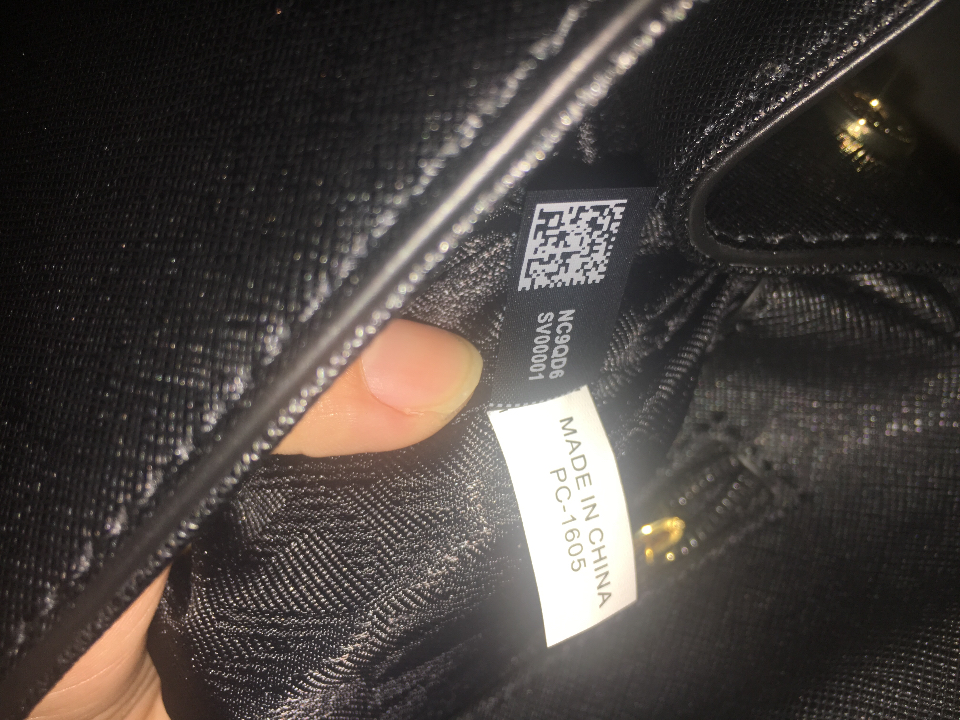 NC9QD6
SV00001
MADE IN CHINA
PC-1605